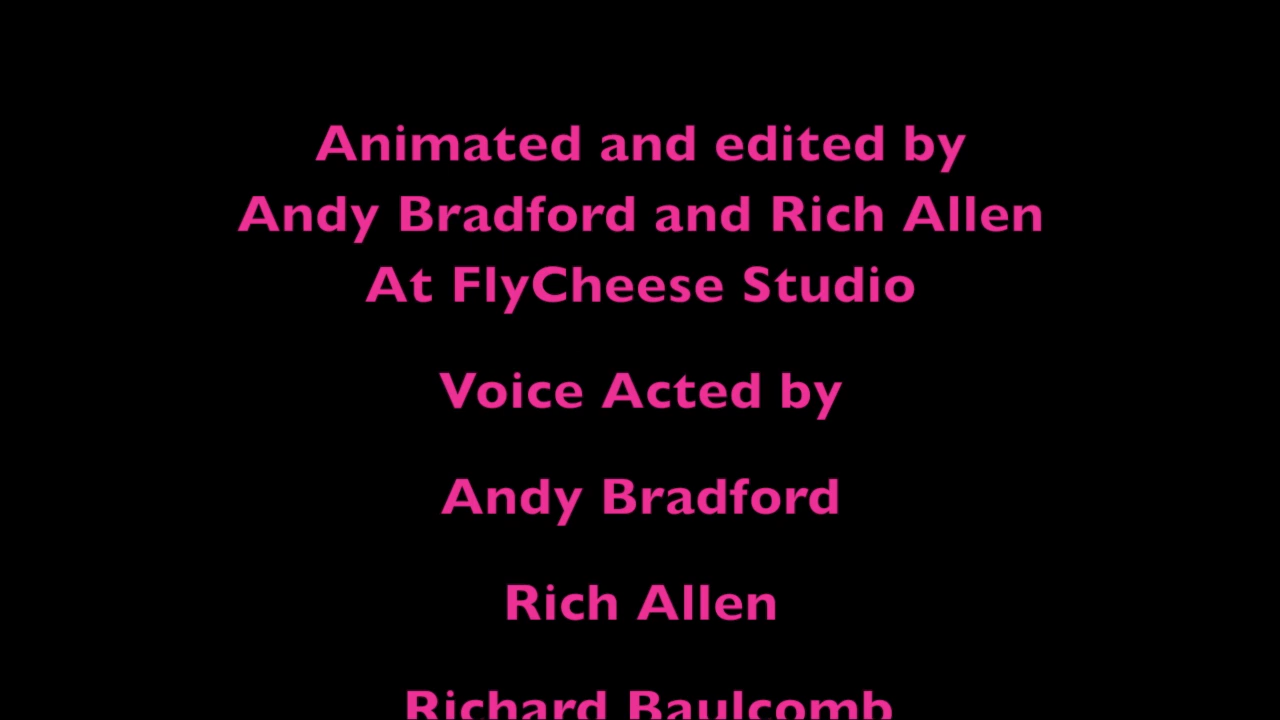 Animated and edited by
Andy Bradford and Rich Allen
At FlyCheese Studio
Voice Acted by
Andy Bradford
Rich Allen
Richard Baulcomb